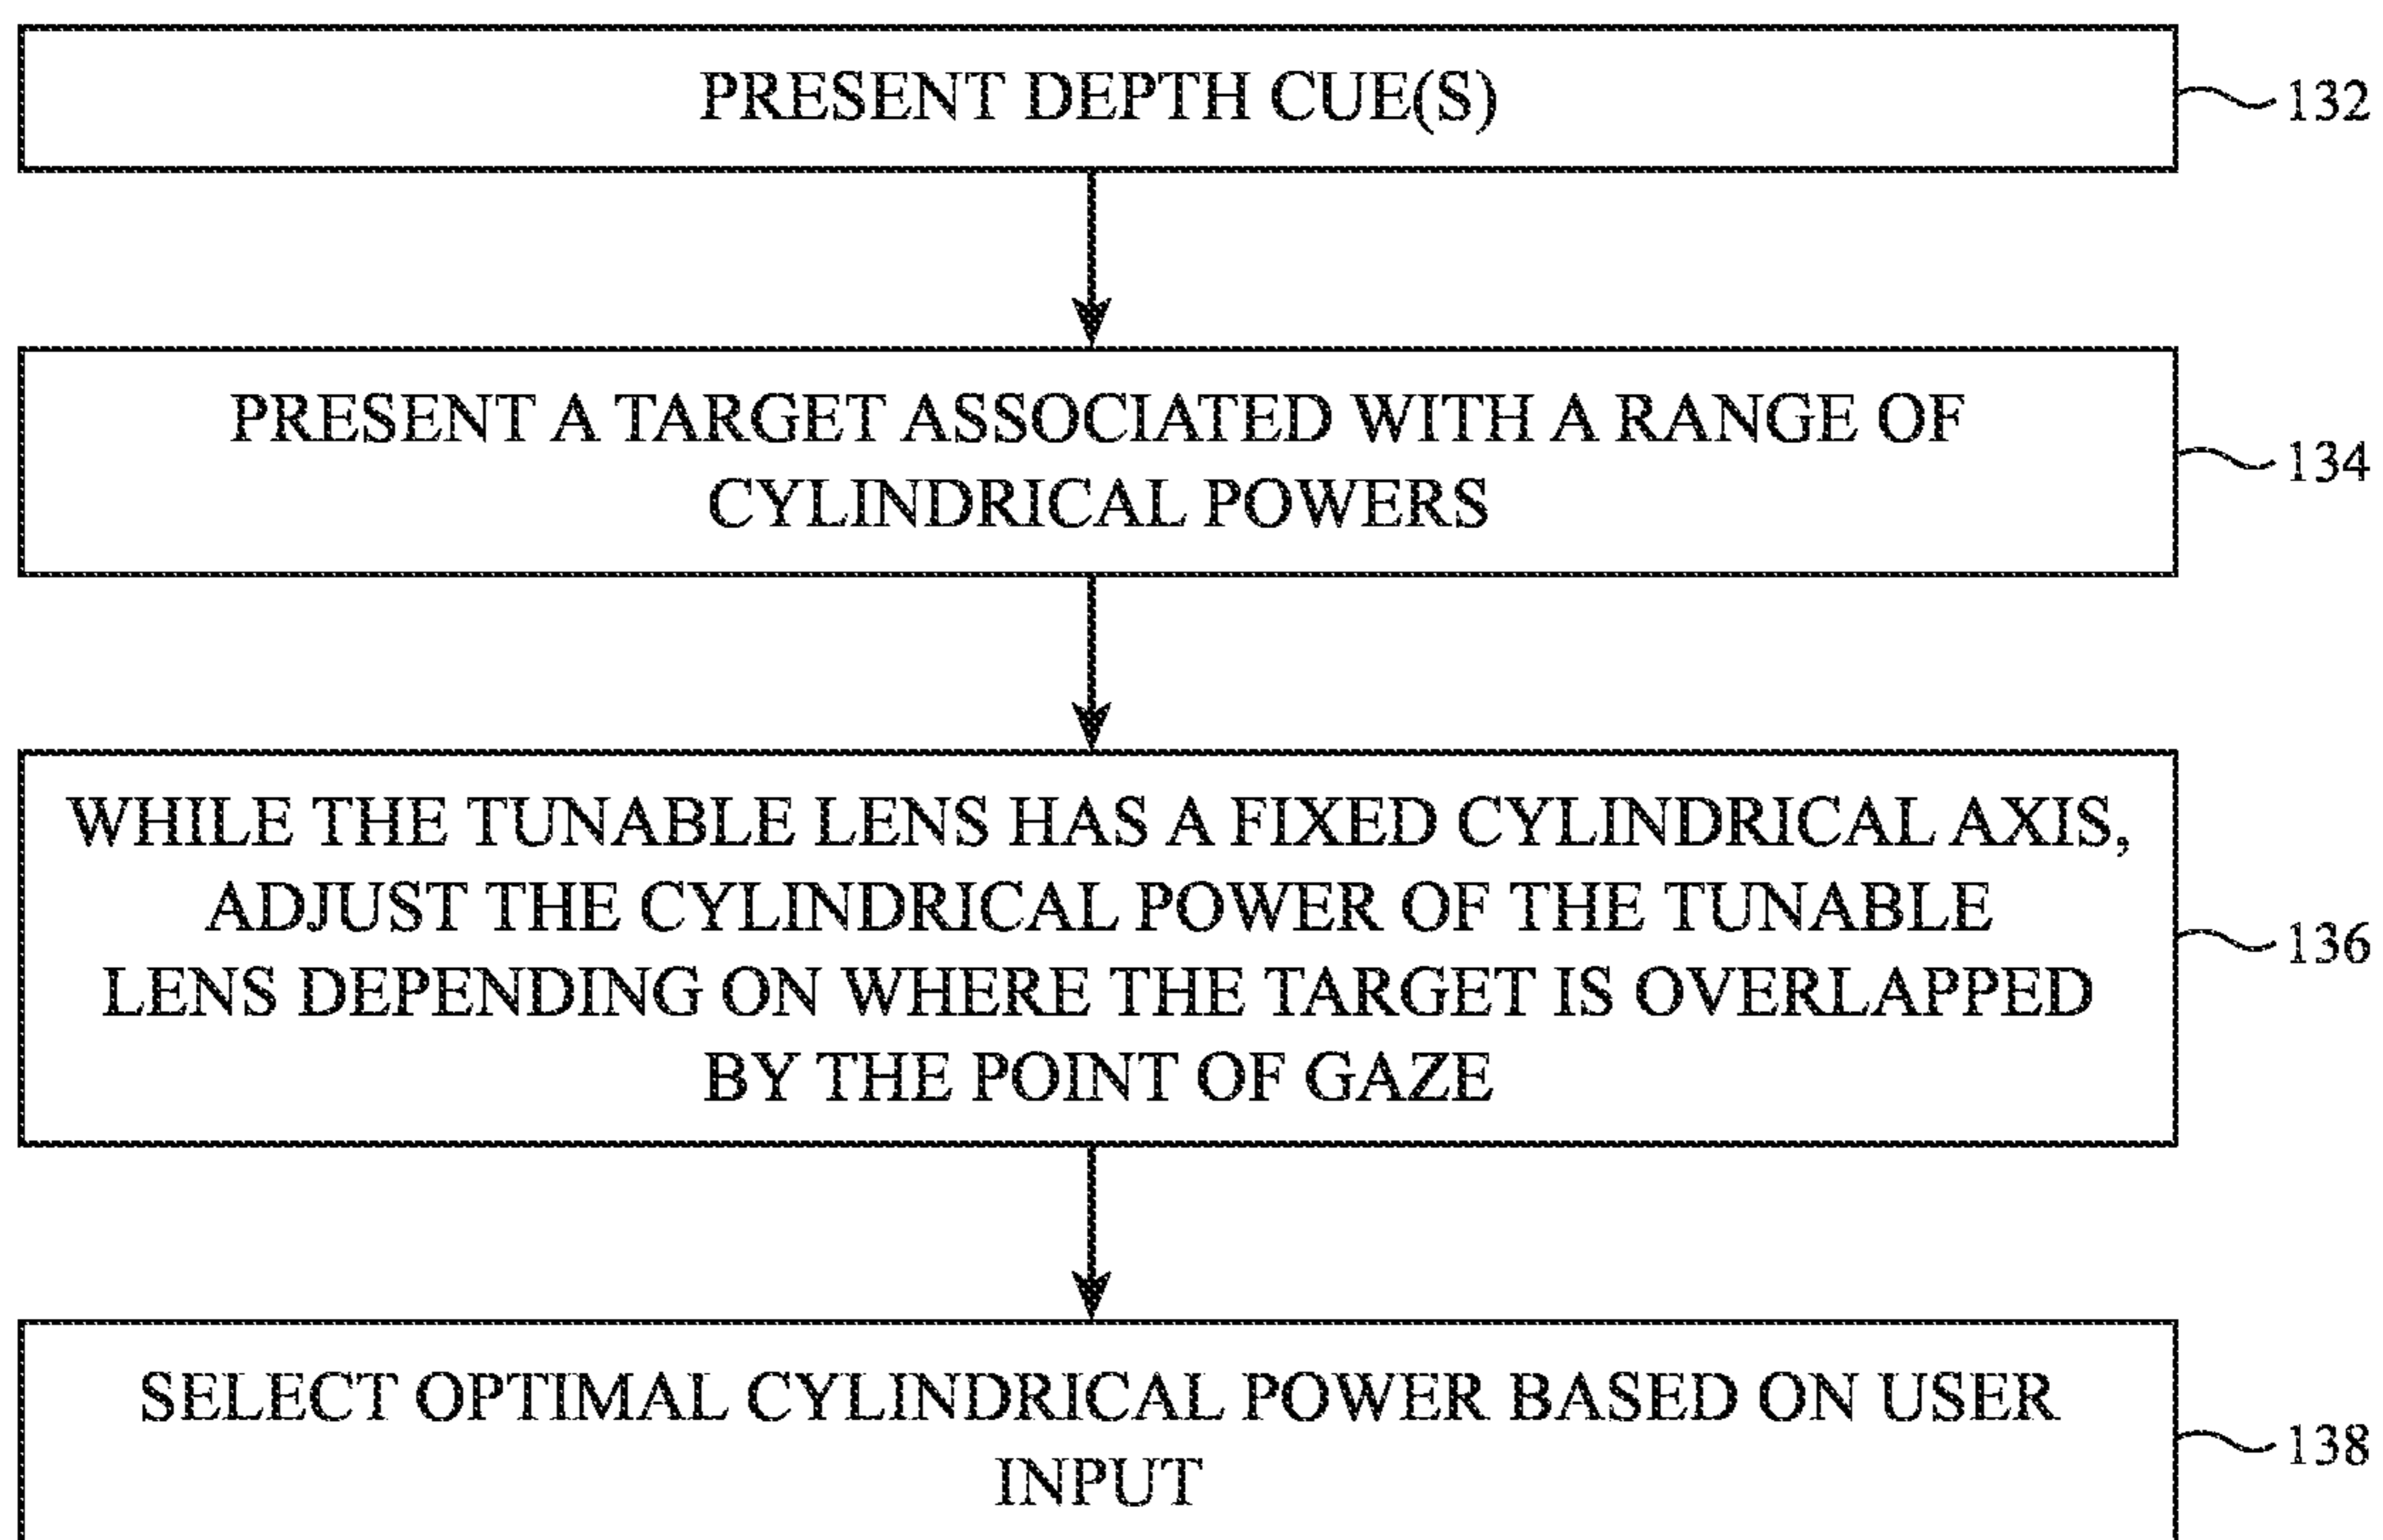 PRESENT DEPTH CUE(S)
132
PRESENT A TARGET ASSOCIATED WITH A RANGE OF
CYLINDRICAL POWERS
134
WHILE THE TUNABLE LENS HAS A FIXED CYLINDRICAL AXIS,
ADJUST THE CYLINDRICAL POWER OF THE TUNABLE
LENS DEPENDING ON WHERE THE TARGET IS OVERLAPPED
BY THE POINT OF GAZE
136
SELECT OPTIMAL CYLINDRICAL POWER BASED ON USER
INPUT
138